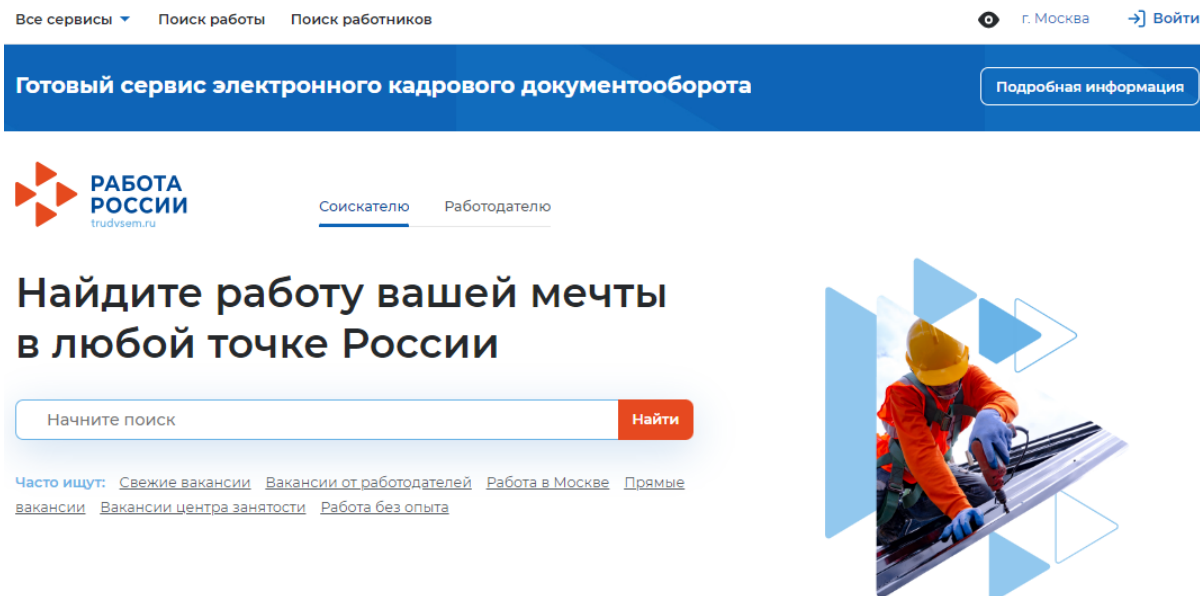 Все сервисы Поиск работы Поиск работников г. Москва Войти
Готовый сервис электронного кадрового документооборота Подробная информация
РАБОТА
РОССИИ
trudvsem.ru
Соискателю Работодателю
Найдите работу вашей мечты
в любой точке России
Начните поиск Найти
Часто ищут: Свежие вакансии Вакансии от работодателей Работа в Москве Прямые
вакансии Вакансии центра занятости Работа без опыта